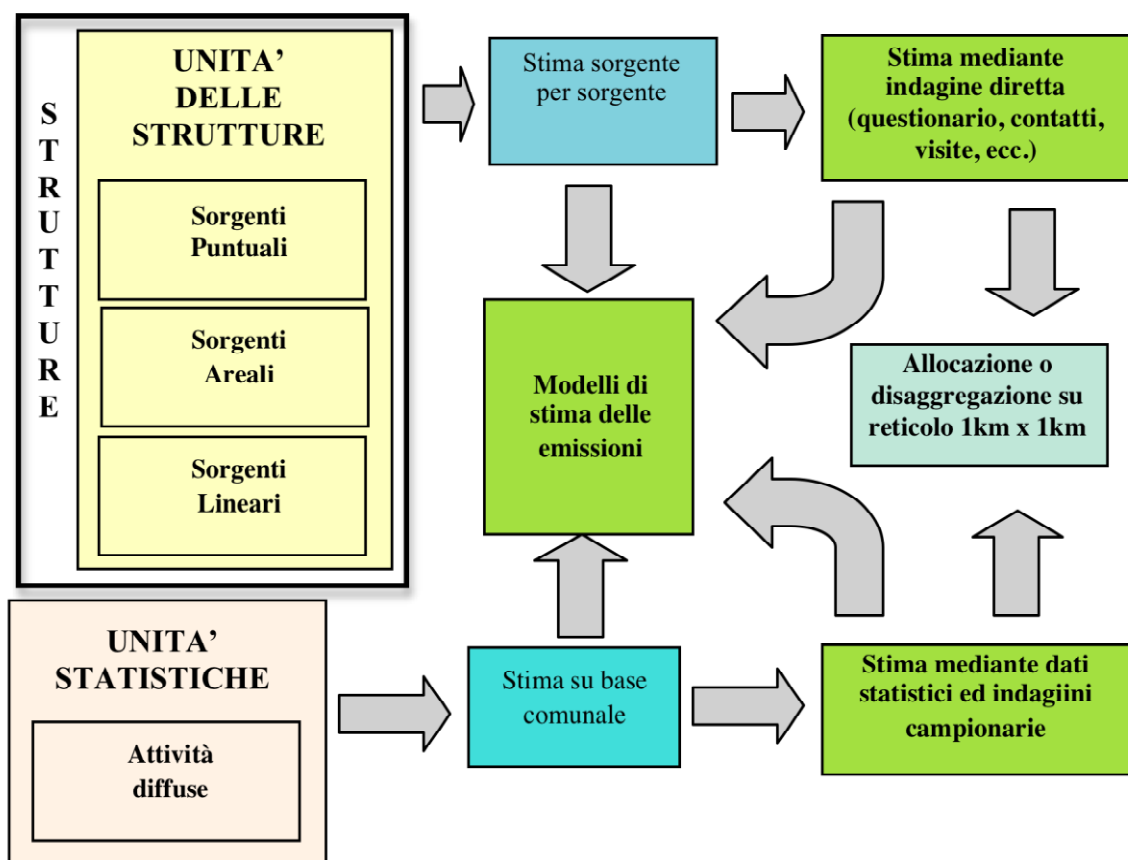 STRUTTURE
UNITA’
DELLE
STRUTTURE
Sorgenti
Puntuali
Sorgenti
Areali
Sorgenti
Lineari
Stima sorgente
per sorgente
Stima mediante
indagine diretta
(questionario, contatti,
visite, ecc.)
Modelli di
stima delle
emissioni
Allocazione o
disaggregazione su
reticolo 1km x 1km
UNITA’
STATISTICHE
Attività
diffuse
Stima su base
comunale
Stima mediante dati
statistici ed indagiini
campionarie